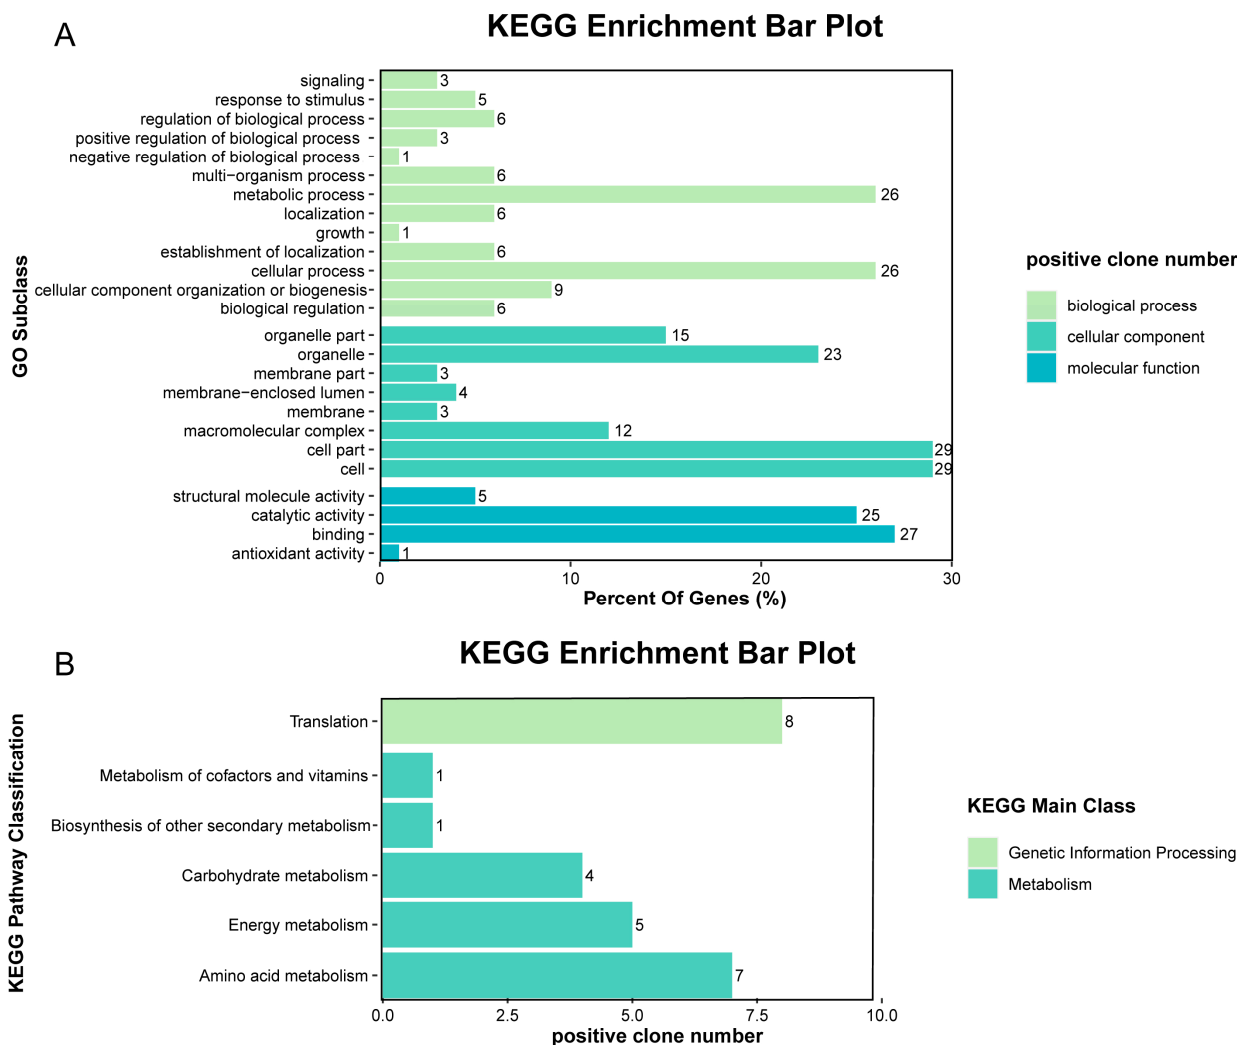 A
KEGG Enrichment Bar Plot
GO Subclass
signaling 3
response to stimulus 5
regulation of biological process 6
positive regulation of biological process 3
negative regulation of biological process 1
multi-organism process 6
metabolic process 26
localization 6
growth 1
establishment of localization 6
cellular process 26
cellular component organization or biogenesis 9
biological regulation 6
organelle part 15
organelle 23
membrane part 3
membrane−enclosed lumen 4
membrane 3
macromolecular complex 12
cell part 29
cell 29
structural molecule activity 5
catalytic activity 25
binding 27
antioxidant activity 1
0 10 20 30
Percent Of Genes (%)
positive clone number
biological process
cellular component
molecular function
B
KEGG Enrichment Bar Plot
KEGG Pathway Classification
Translation 8
Metabolism of cofactors and vitamins 1
Biosynthesis of other secondary metabolism 1
Carbohydrate metabolism 4
Energy metabolism 5
Amino acid metabolism 7
0.0 2.5 5.0 7.5 10.0
positive clone number
KEGG Main Class
Genetic Information Processing
Metabolism